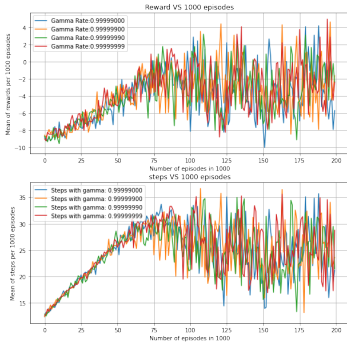 Reward VS 1000 episodes
Mean of rewards per 1000 episodes
4
2
0
−2
−4
−6
−8
−10
Gamma Rate:0.99999000
Gamma Rate:0.99999900
Gamma Rate:0.99999990
Gamma Rate:0.99999999
0 25 50 75 100 125 150 175 200
Number of episodes in 1000
steps VS 1000 episodes
Mean of steps per 1000 episodes
35
30
25
20
15
Steps with gamma: 0.99999000
Steps with gamma: 0.99999900
Steps with gamma: 0.99999990
Steps with gamma: 0.99999999
0 25 50 75 100 125 150 175 200
Number of episodes in 1000